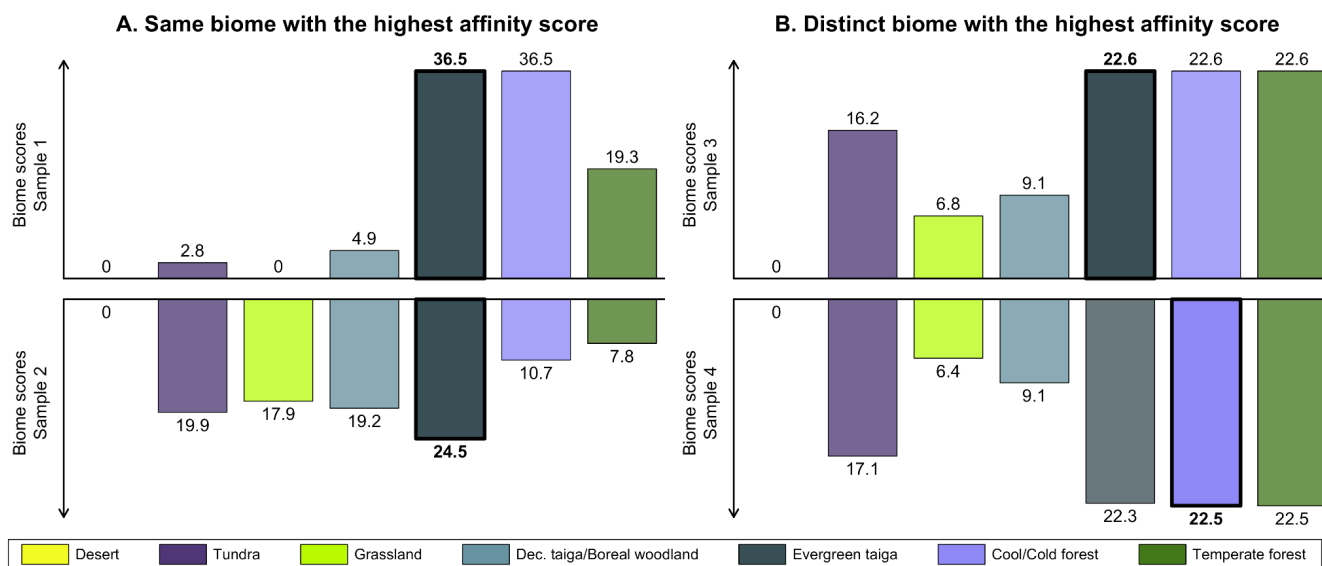 A. Same biome with the highest affinity score
B. Distinct biome with the highest affinity score
Biome scores
Sample 1
0
2.8
0
4.9
36.5
36.5
19.3
Biome scores
Sample 2
0
19.9
17.9
19.2
24.5
10.7
7.8
Biome scores
Sample 3
0
16.2
6.8
9.1
22.6
22.6
22.6
Biome scores
Sample 4
0
17.1
6.4
9.1
22.3
22.5
22.5
Desert
Tundra
Grassland
Dec. taiga/Boreal woodland
Evergreen taiga
Cool/Cold forest
Temperate forest